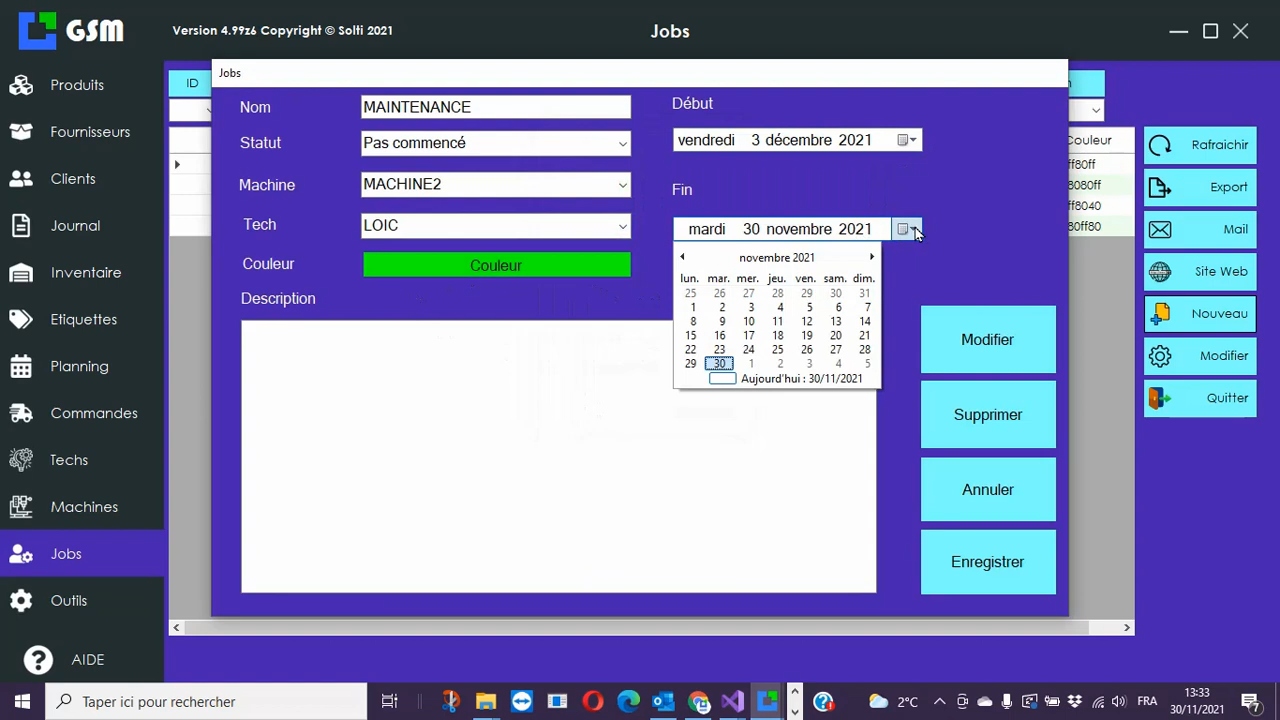 GSM
Version 4.99z6 Copyright © Solti 2021
Jobs
Produits
Fournisseurs
Clients
Journal
Inventaire
Etiquettes
Planning
Commandes
Techs
Machines
Jobs
Outils
AIDE
ID
Jobs
Nom
MAINTENANCE
Statut
Pas commencé
Machine
MACHINE2
Tech
LOIC
Couleur
Couleur
Description
Début
vendredi 3 décembre 2021
Fin
mardi 30 novembre 2021
novembre 2021
lun. mar. mer. jeu. ven. sam. dim.
25 26 27 28 29 30 31
1 2 3 4 5 6 7
8 9 10 11 12 13 14
15 16 17 18 19 20 21
22 23 24 25 26 27 28
29 30 1 2 3 4 5
Aujourd'hui : 30/11/2021
Modifier
Supprimer
Annuler
Enregistrer
Couleur
ff80ff
8080ff
ff8040
80ff80
Rafraichir
Export
Mail
Site Web
Nouveau
Modifier
Quitter
Taper ici pour rechercher
2°C
FRA
13:33
30/11/2021
7